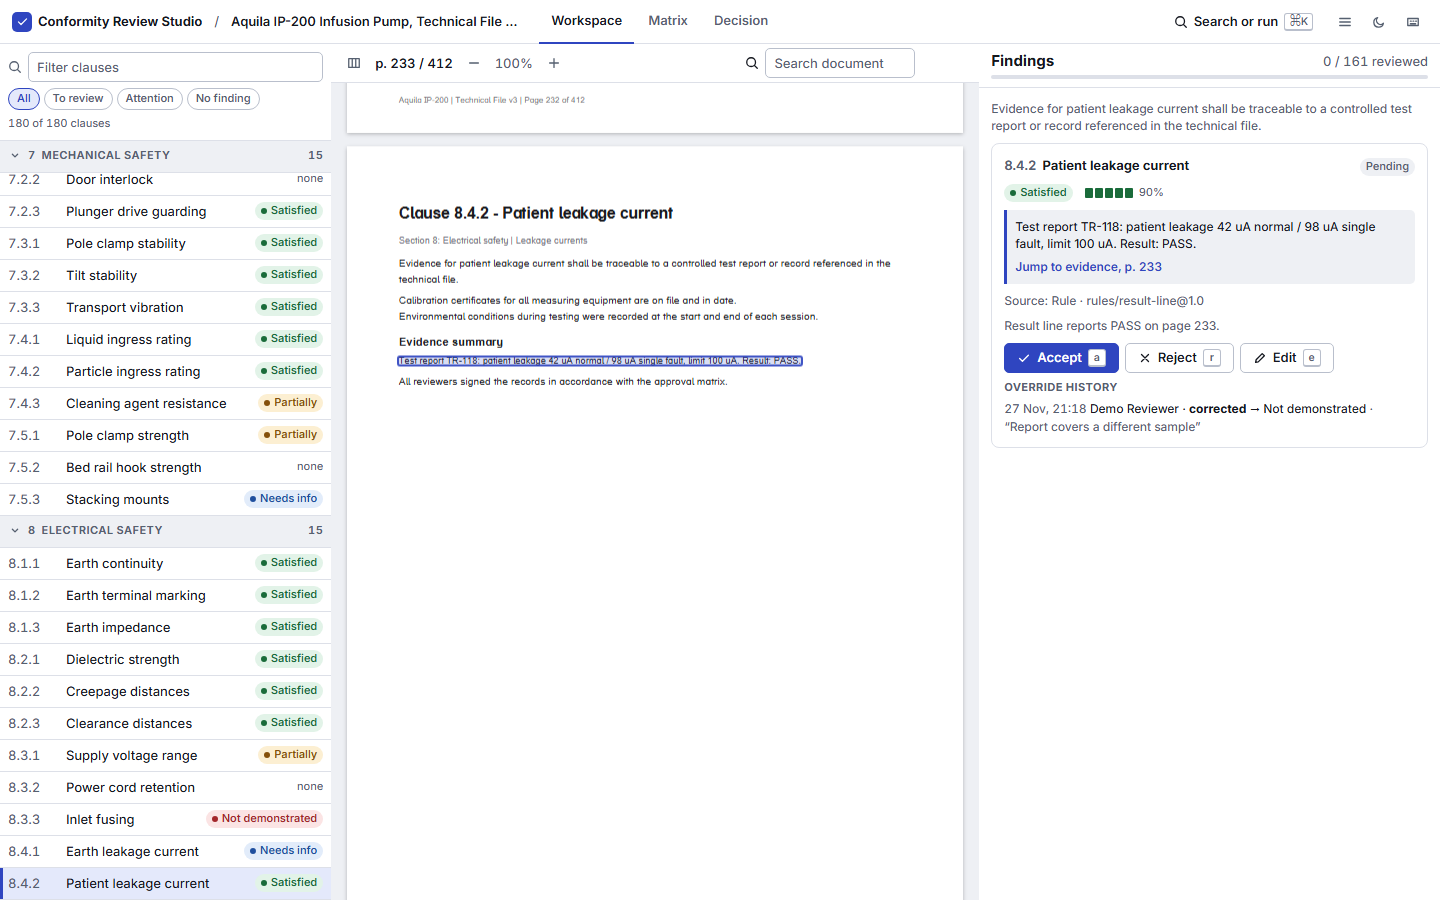 Conformity Review Studio / Aquila IP-200 Infusion Pump, Technical File ...
Workspace
Matrix
Decision
Search or run ⌘K
Filter clauses
All
To review
Attention
No finding
180 of 180 clauses
7 MECHANICAL SAFETY 15
7.2.2 Door interlock none
7.2.3 Plunger drive guarding Satisfied
7.3.1 Pole clamp stability Satisfied
7.3.2 Tilt stability Satisfied
7.3.3 Transport vibration Satisfied
7.4.1 Liquid ingress rating Satisfied
7.4.2 Particle ingress rating Satisfied
7.4.3 Cleaning agent resistance Partially
7.5.1 Pole clamp strength Partially
7.5.2 Bed rail hook strength none
7.5.3 Stacking mounts Needs info
8 ELECTRICAL SAFETY 15
8.1.1 Earth continuity Satisfied
8.1.2 Earth terminal marking Satisfied
8.1.3 Earth impedance Satisfied
8.2.1 Dielectric strength Satisfied
8.2.2 Creepage distances Satisfied
8.2.3 Clearance distances Satisfied
8.3.1 Supply voltage range Partially
8.3.2 Power cord retention none
8.3.3 Inlet fusing Not demonstrated
8.4.1 Earth leakage current Needs info
8.4.2 Patient leakage current Satisfied
p. 233 / 412
100%
Search document
Aquila IP-200 | Technical File v3 | Page 232 of 412
Clause 8.4.2 - Patient leakage current
Section 8: Electrical safety | Leakage currents
Evidence for patient leakage current shall be traceable to a controlled test report or record referenced in the
technical file.
Calibration certificates for all measuring equipment are on file and in date.
Environmental conditions during testing were recorded at the start and end of each session.
Evidence summary
Test report TR-118: patient leakage 42 uA normal / 98 uA single fault, limit 100 uA. Result: PASS.
All reviewers signed the records in accordance with the approval matrix.
Findings
0 / 161 reviewed
Evidence for patient leakage current shall be traceable to a controlled test
report or record referenced in the technical file.
8.4.2 Patient leakage current Pending
Satisfied 90%
Test report TR-118: patient leakage 42 uA normal / 98 uA single
fault, limit 100 uA. Result: PASS.
Jump to evidence, p. 233
Source: Rule · rules/result-line@1.0
Result line reports PASS on page 233.
Accept a
Reject r
Edit e
OVERRIDE HISTORY
27 Nov, 21:18 Demo Reviewer · corrected → Not demonstrated ·
“Report covers a different sample”